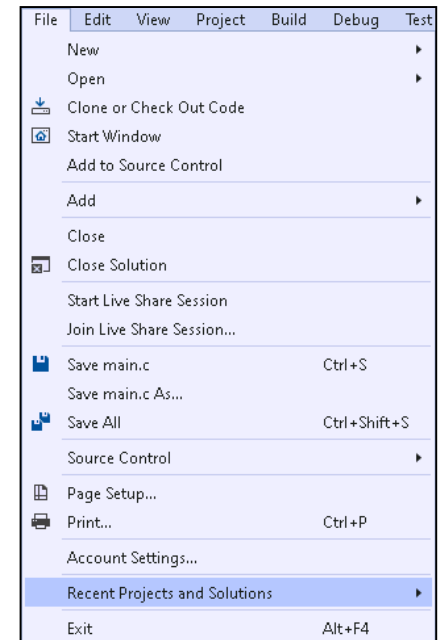 File Edit View Project Build Debug Test
New
Open
Clone or Check Out Code
Start Window
Add to Source Control
Add
Close
Close Solution
Start Live Share Session
Join Live Share Session...
Save main.c Ctrl+S
Save main.c As...
Save All Ctrl+Shift+S
Source Control
Page Setup...
Print... Ctrl+P
Account Settings...
Recent Projects and Solutions
Exit Alt+F4